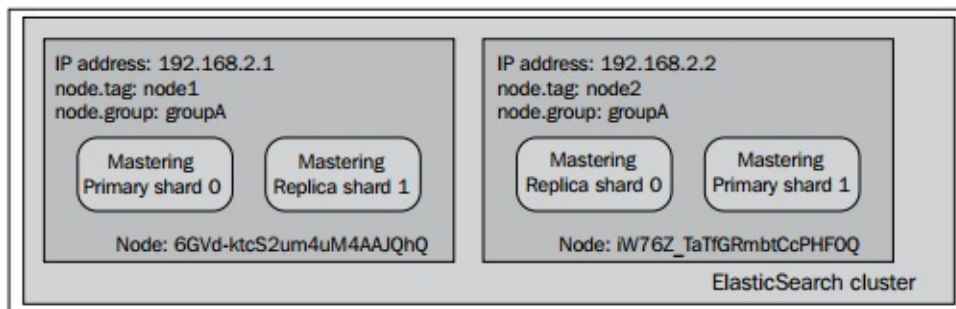 IP address: 192.168.2.1
node.tag: node1
node.group: groupA
Mastering
Primary shard 0
Mastering
Replica shard 1
Node: 6GVd-ktcS2um4uM4AAJQhQ
IP address: 192.168.2.2
node.tag: node2
node.group: groupA
Mastering
Replica shard 0
Mastering
Primary shard 1
Node: iW76Z_TaTfGRmbtCcPHF0Q
ElasticSearch cluster